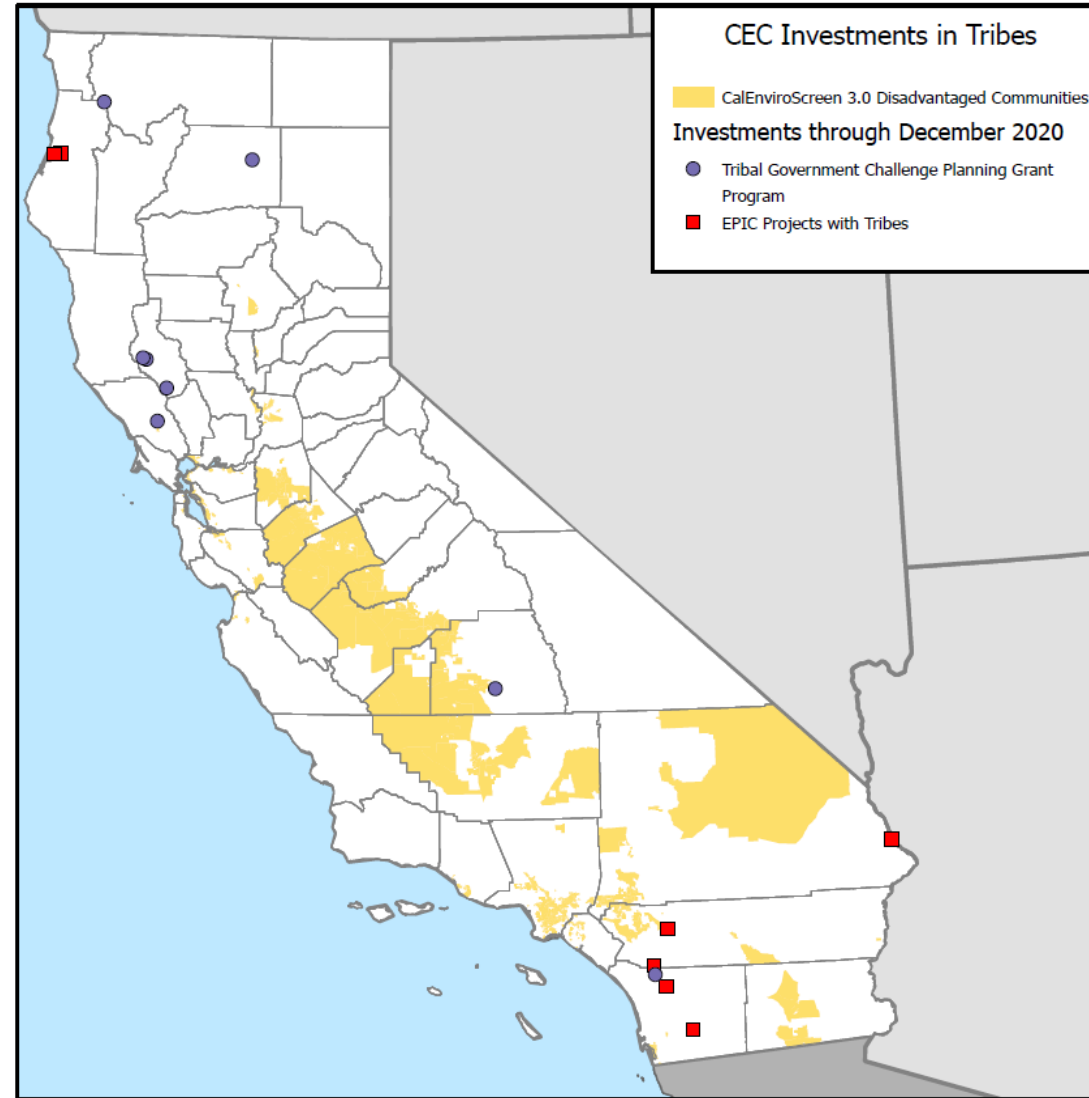 CEC Investments in Tribes
CalEnviroScreen 3.0 Disadvantaged Communities
Investments through December 2020
Tribal Government Challenge Planning Grant
Program
EPIC Projects with Tribes